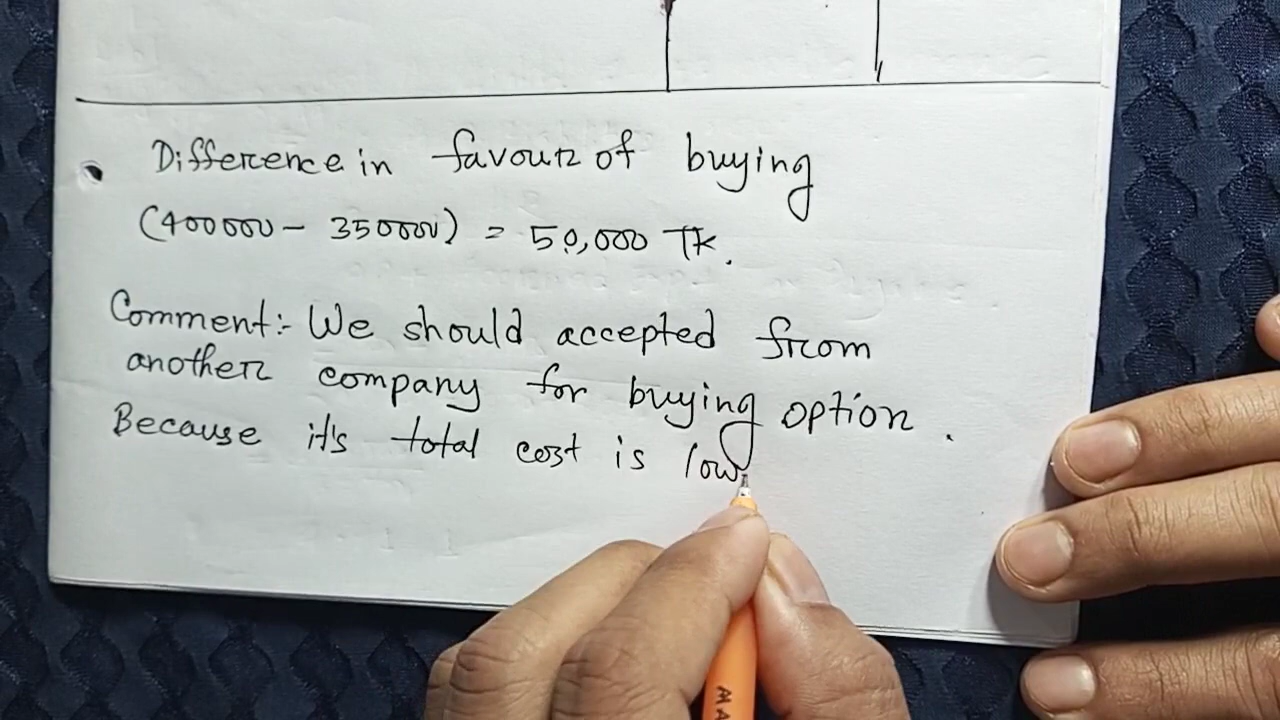 Difference in favour of buying
(400000 - 350000) = 50,000 TK.
Comment:- We should accepted from
another company for buying option.
Because it's total cost is low